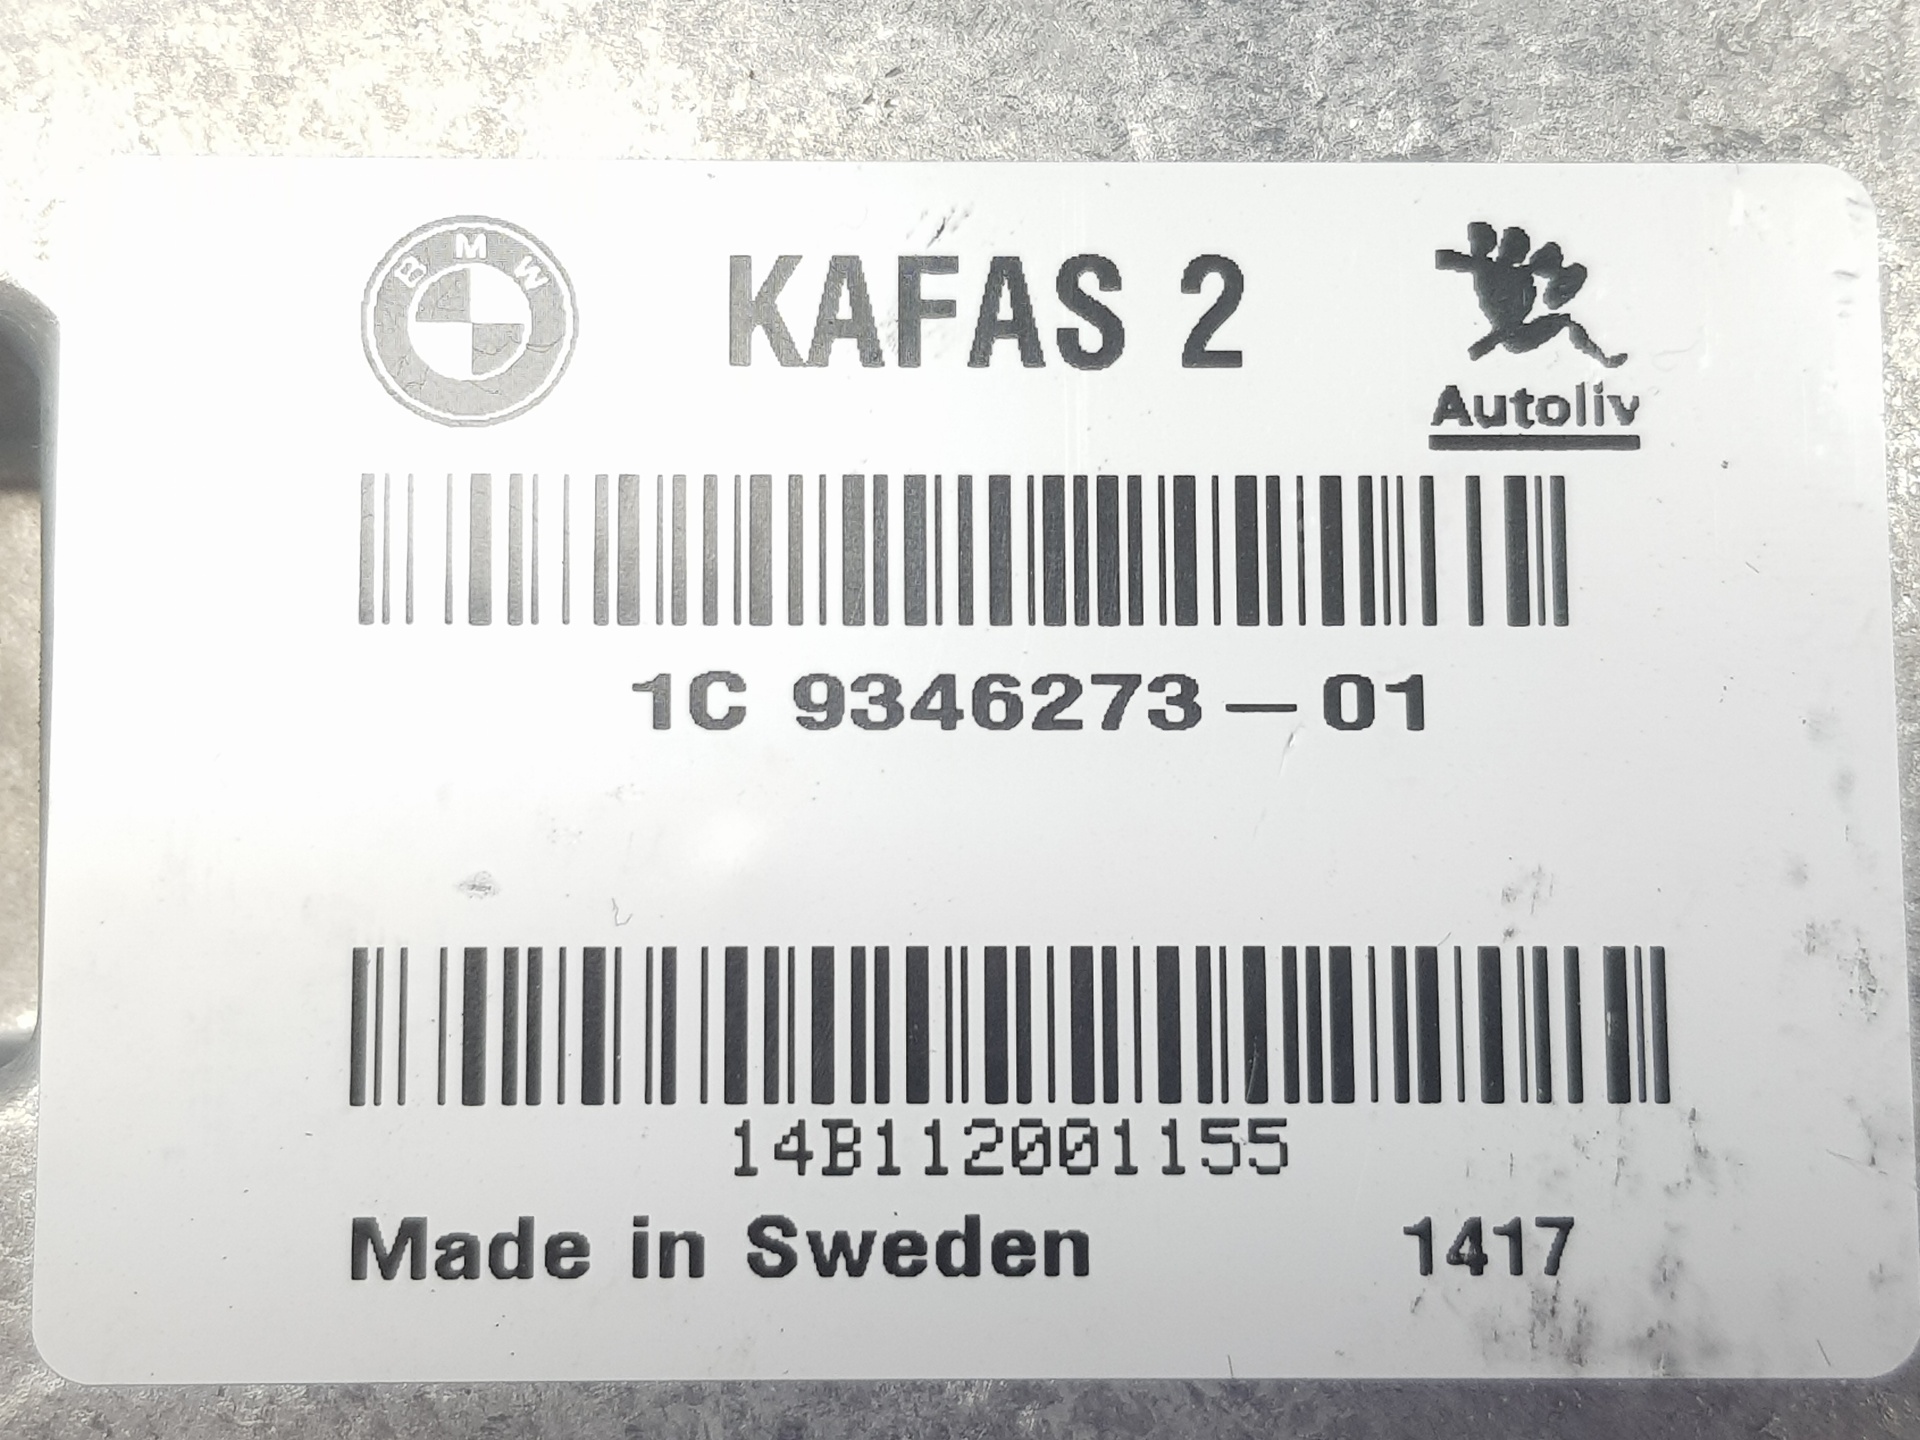 BMW
KAFAS 2
Autoliv
1C 9346273-01
14B112001155
Made in Sweden 1417